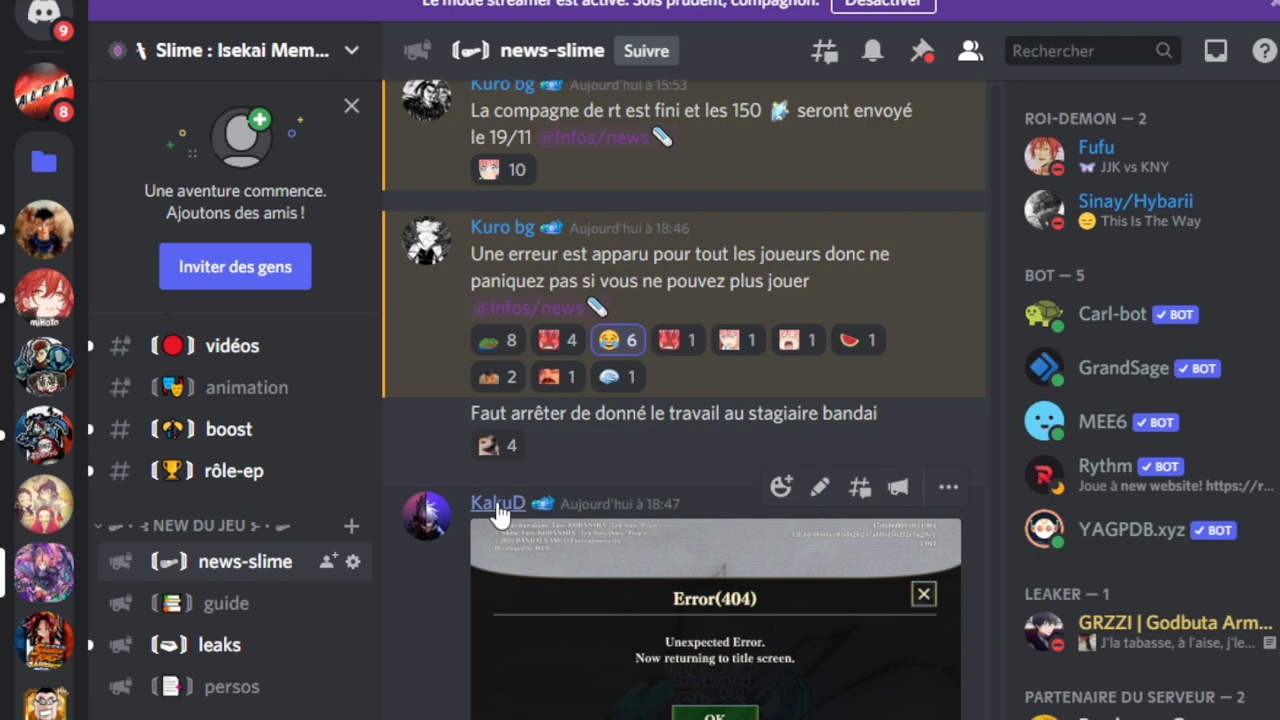 Le mode streamer est activé. Sois prudent, compagnon.
Désactiver
9
ALPIX
8
miHoYo
Slime : Isekai Mem...
Une aventure commence.
Ajoutons des amis !
Inviter des gens
vidéos
animation
boost
rôle-ep
NEW DU JEU
news-slime
guide
leaks
persos
news-slime
Suivre
Rechercher
Kuro bg Aujourd'hui à 15:53
La compagne de rt est fini et les 150 seront envoyé
le 19/11 @Infos/news
10
Kuro bg Aujourd'hui à 18:46
Une erreur est apparu pour tout les joueurs donc ne
paniquez pas si vous ne pouvez plus jouer
@Infos/news
8 4 6 1 1 1 1
2 1 1
Faut arrêter de donné le travail au stagiaire bandai
4
KakuD Aujourd'hui à 18:47
Error(404)
Unexpected Error.
Now returning to title screen.
OK
ROI-DEMON — 2
Fufu
JJK vs KNY
Sinay/Hybarii
This Is The Way
BOT — 5
Carl-bot ✓ BOT
GrandSage ✓ BOT
MEE6 ✓ BOT
Rythm ✓ BOT
Joue à new website! https://r...
YAGPDB.xyz ✓ BOT
LEAKER — 1
GRZZI | Godbuta Arm...
J'la tabasse, à l'aise, j'le...
PARTENAIRE DU SERVEUR — 2